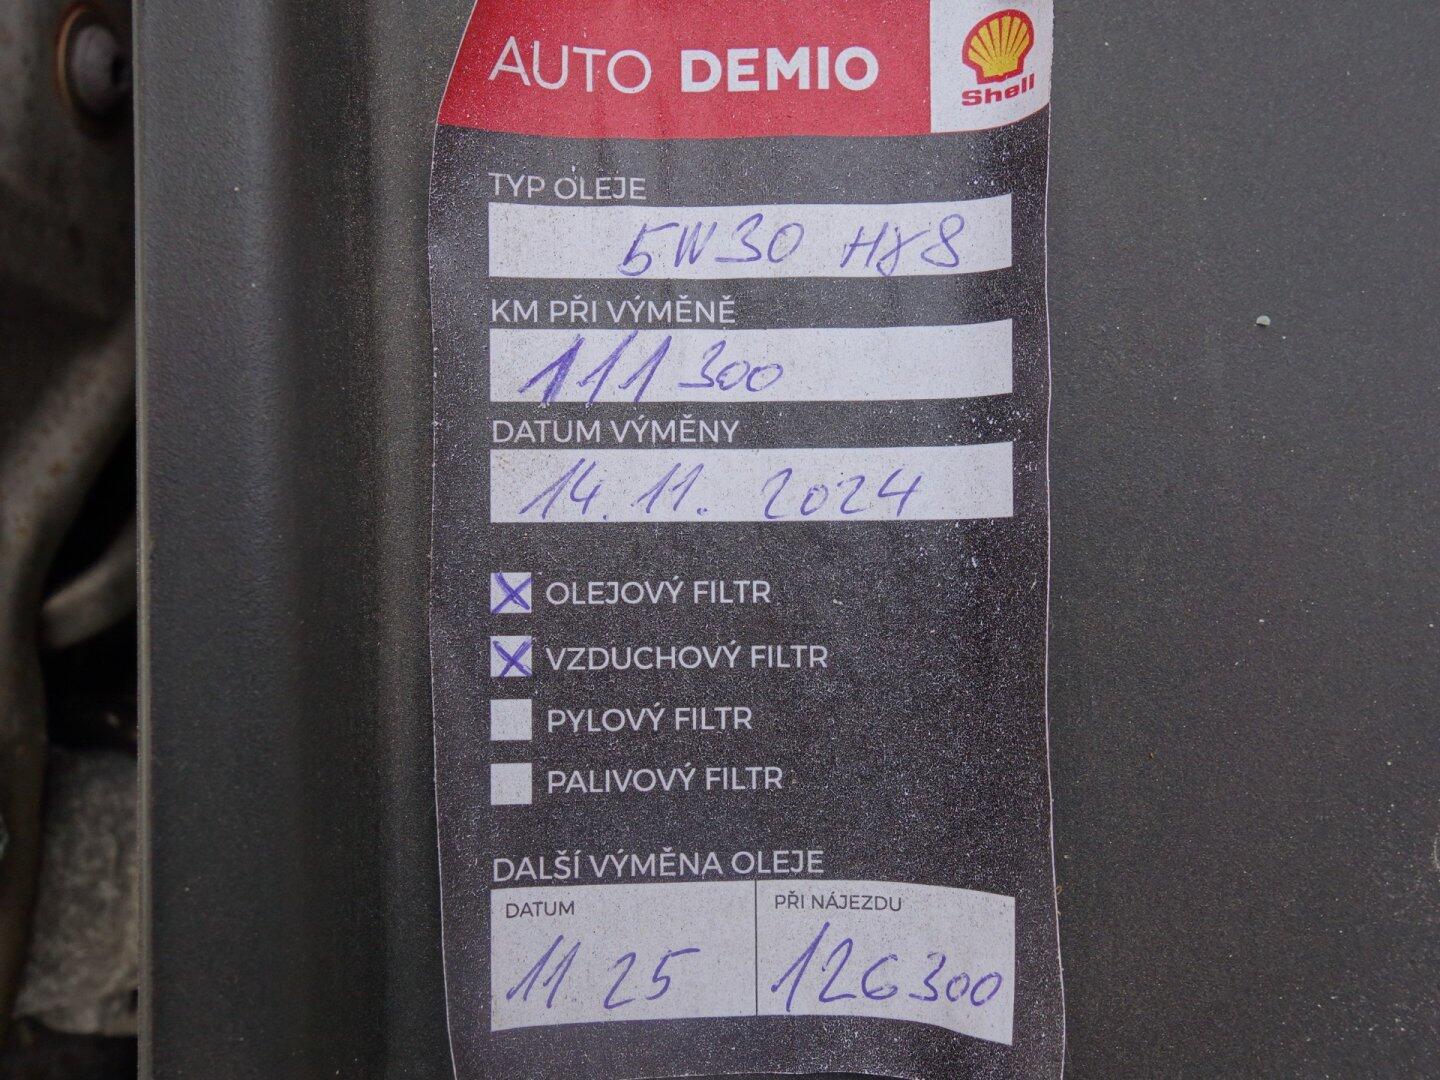 AUTO DEMIO
Shell
TYP OLEJE
5W30 HX8
KM PŘI VÝMĚNĚ
111 300
DATUM VÝMĚNY
14. 11. 2024
OLEJOVÝ FILTR
VZDUCHOVÝ FILTR
PYLOVÝ FILTR
PALIVOVÝ FILTR
DALŠÍ VÝMĚNA OLEJE
DATUM PŘI NÁJEZDU
11 25 126300